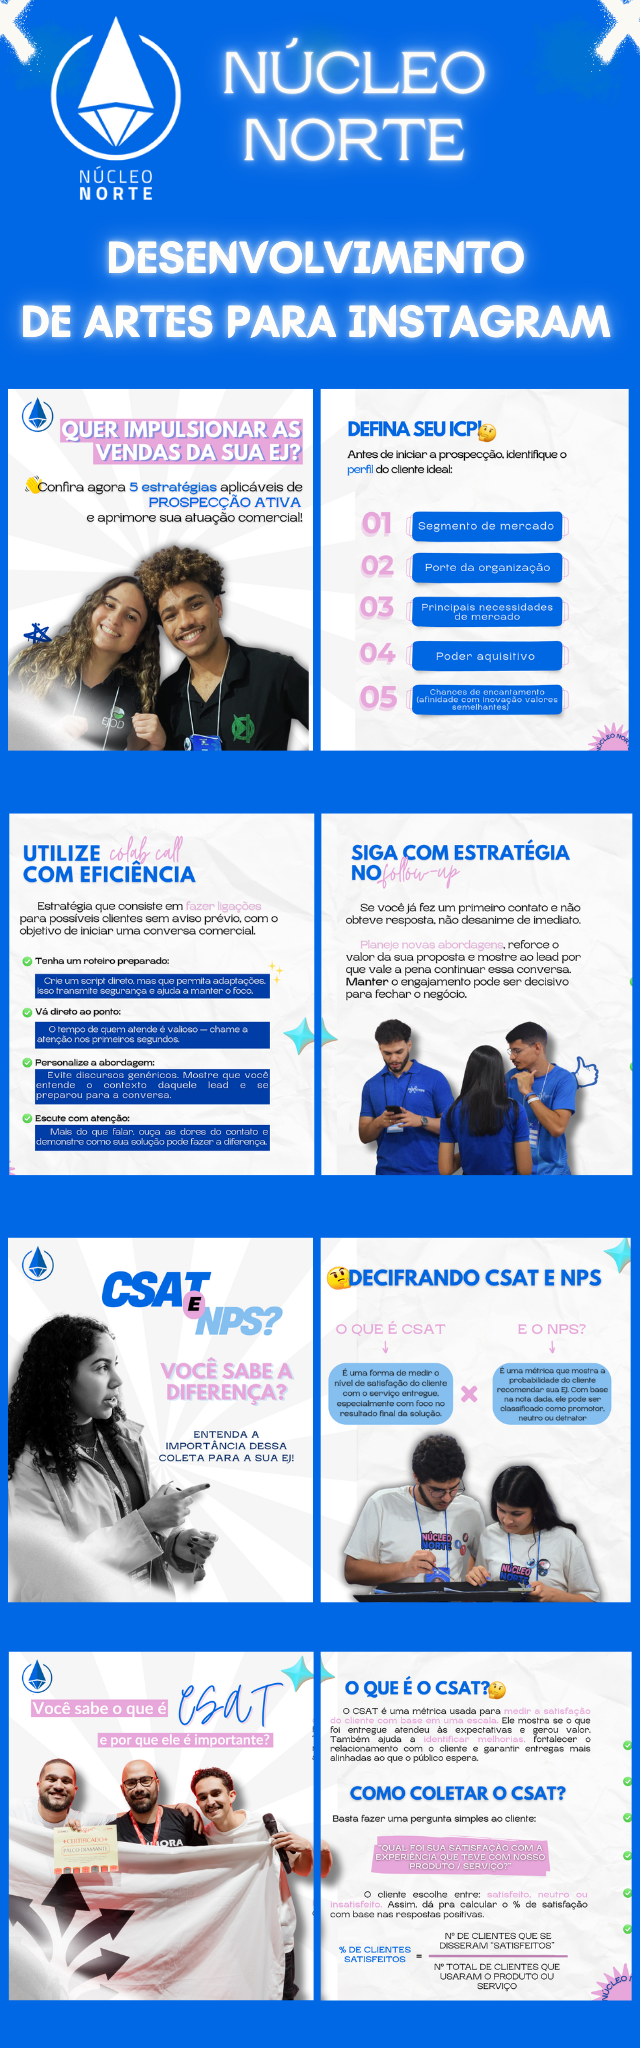 NÚCLEO
NORTE
NÚCLEO
NORTE
DESENVOLVIMENTO
DE ARTES PARA INSTAGRAM
QUER IMPULSIONAR AS
VENDAS DA SUA EJ?
Confira agora 5 estratégias aplicáveis de
PROSPECÇÃO ATIVA
e aprimore sua atuação comercial!
DEFINA SEU ICP!
Antes de iniciar a prospecção, identifique o
perfil do cliente ideal:
01 Segmento de mercado
02 Porte da organização
03 Principais necessidades
de mercado
04 Poder aquisitivo
05 Chances de encantamento
(afinidade com inovação valores
semelhantes)
UTILIZE colab call
COM EFICIÊNCIA
Estratégia que consiste em fazer ligações
para possíveis clientes sem aviso prévio, com o
objetivo de iniciar uma conversa comercial.
Tenha um roteiro preparado:
Crie um script direto, mas que permita adaptações.
Isso transmite segurança e ajuda a manter o foco.
Vá direto ao ponto:
O tempo de quem atende é valioso — chame a
atenção nos primeiros segundos.
Personalize a abordagem:
Evite discursos genéricos. Mostre que você
entende o contexto daquele lead e se
preparou para a conversa.
Escute com atenção:
Mais do que falar, ouça as dores do contato e
demonstre como sua solução pode fazer a diferença.
SIGA COM ESTRATÉGIA
NO follow-up
Se você já fez um primeiro contato e não
obteve resposta, não desanime de imediato.
Planeje novas abordagens, reforce o
valor da sua proposta e mostre ao lead por
que vale a pena continuar essa conversa.
Manter o engajamento pode ser decisivo
para fechar o negócio.
CSAT
E
NPS?
VOCÊ SABE A
DIFERENÇA?
ENTENDA A
IMPORTÂNCIA DESSA
COLETA PARA A SUA EJ!
DECIFRANDO CSAT E NPS
O QUE É CSAT
É uma forma de medir o
nível de satisfação do cliente
com o serviço entregue,
especialmente com foco no
resultado final da solução.
E O NPS?
É uma métrica que mostra a
probabilidade do cliente
recomendar sua EJ. Com base
na nota dada, ele pode ser
classificado como promotor,
neutro ou detrator
NÚCLEO
NORTE
NÚCLEO
NORTE
Você sabe o que é CSAT
e por que ele é importante?
CERTIFICADO
PALCO DIAMANTE
O QUE É O CSAT?
O CSAT é uma métrica usada para medir a satisfação
do cliente com base em uma escala. Ele mostra se o que
foi entregue atendeu às expectativas e gerou valor.
Também ajuda a identificar melhorias, fortalecer o
relacionamento com o cliente e garantir entregas mais
alinhadas ao que o público espera.
COMO COLETAR O CSAT?
Basta fazer uma pergunta simples ao cliente:
"QUAL FOI SUA SATISFAÇÃO COM A
EXPERIÊNCIA QUE TEVE COM NOSSO
PRODUTO / SERVIÇO?"
O cliente escolhe entre: satisfeito, neutro ou
insatisfeito. Assim, dá pra calcular o % de satisfação
com base nas respostas positivas.
% DE CLIENTES
SATISFEITOS
=
Nº DE CLIENTES QUE SE
DISSERAM "SATISFEITOS"
Nº TOTAL DE CLIENTES QUE
USARAM O PRODUTO OU
SERVIÇO